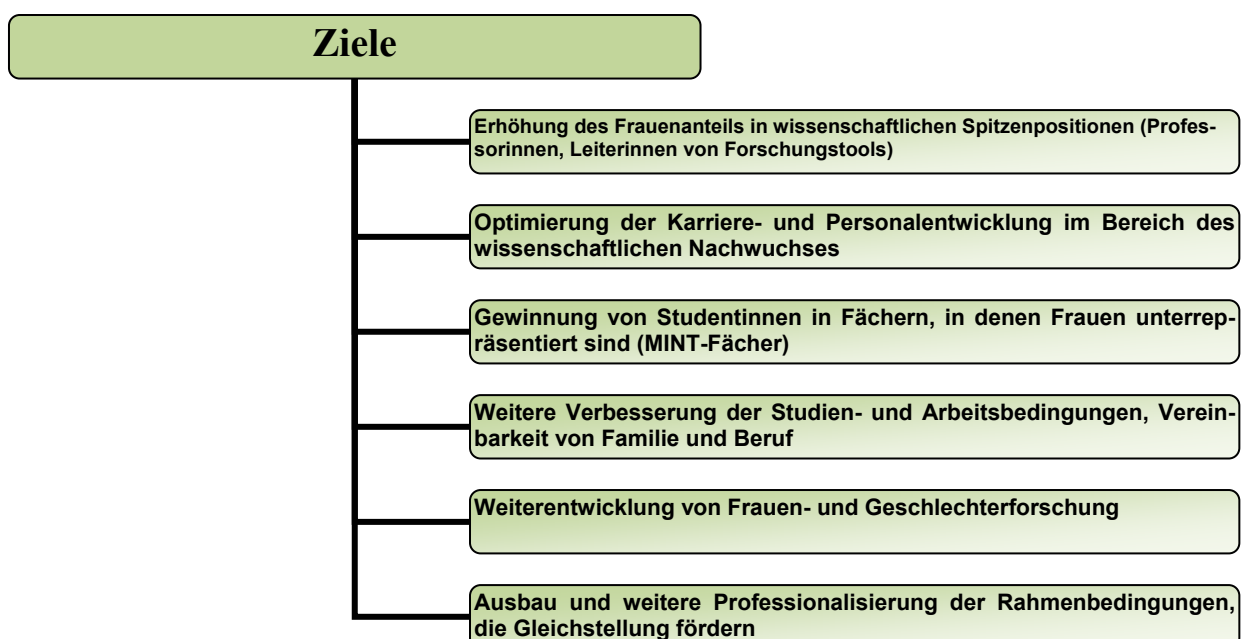 Ziele
Erhöhung des Frauenanteils in wissenschaftlichen Spitzenpositionen (Profes-
sorinnen, Leiterinnen von Forschungstools)
Optimierung der Karriere- und Personalentwicklung im Bereich des
wissenschaftlichen Nachwuchses
Gewinnung von Studentinnen in Fächern, in denen Frauen unterrep-
räsentiert sind (MINT-Fächer)
Weitere Verbesserung der Studien- und Arbeitsbedingungen, Verein-
barkeit von Familie und Beruf
Weiterentwicklung von Frauen- und Geschlechterforschung
Ausbau und weitere Professionalisierung der Rahmenbedingungen,
die Gleichstellung fördern